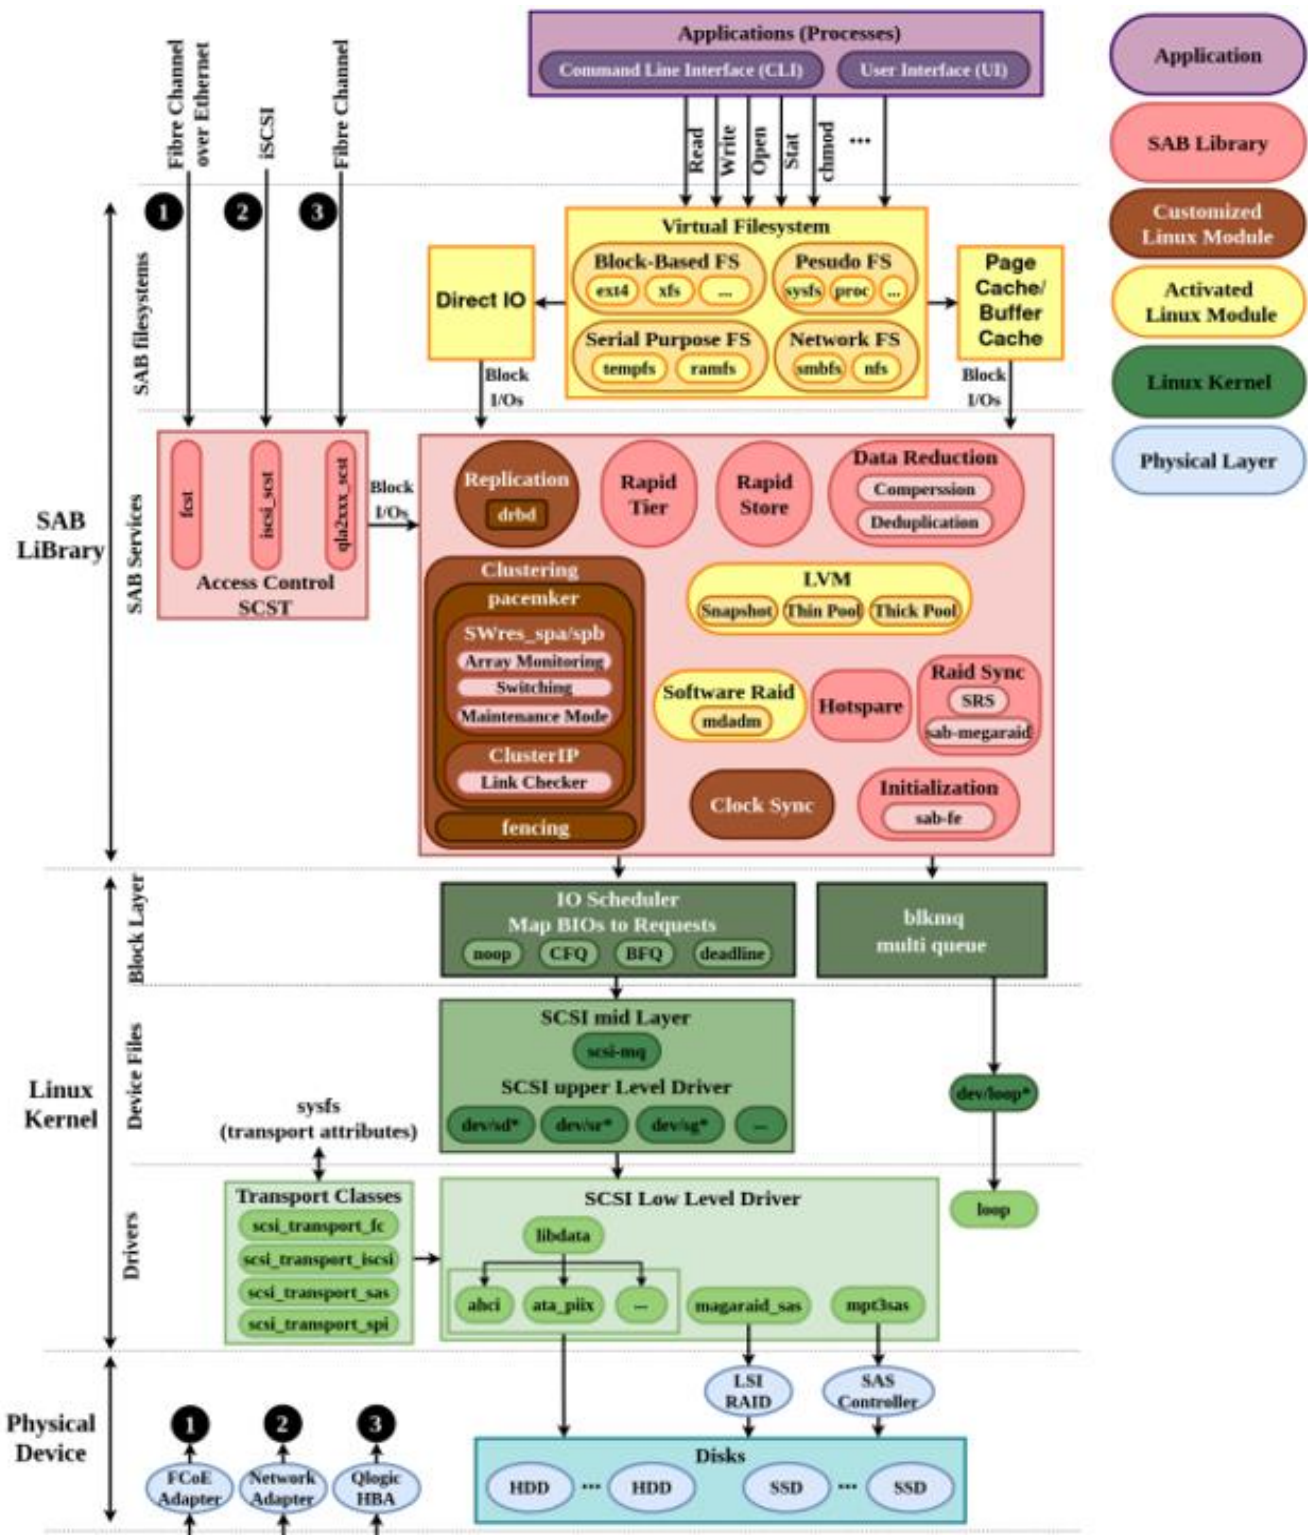 Applications (Processes)
Command Line Interface (CLI)
User Interface (UI)
Read
Write
Open
Stat
chmod
...
Fibre Channel
over Ethernet
iSCSI
Fibre Channel
1
2
3
Application
SAB Library
Customized
Linux Module
Activated
Linux Module
Linux Kernel
Physical Layer
SAB
LiBrary
SAB filesystems
SAB Services
Direct IO
Virtual Filesystem
Block-Based FS
ext4
xfs
...
Pesudo FS
sysfs
proc
...
Serial Purpose FS
tempfs
ramfs
Network FS
smbfs
nfs
Page
Cache/
Buffer
Cache
Block
I/Os
Block
I/Os
fcst
iscsi_scst
qla2xxx_scst
Access Control
SCST
Block
I/Os
Replication
drbd
Rapid
Tier
Rapid
Store
Data Reduction
Comperssion
Deduplication
Clustering
pacemker
SWres_spa/spb
Array Monitoring
Switching
Maintenance Mode
ClusterIP
Link Checker
fencing
LVM
Snapshot
Thin Pool
Thick Pool
Software Raid
mdadm
Hotspare
Raid Sync
SRS
sab-megaraid
Clock Sync
Initialization
sab-fe
Linux
Kernel
Block Layer
Device Files
Drivers
IO Scheduler
Map BIOs to Requests
noop
CFQ
BFQ
deadline
blkmq
multi queue
SCSI mid Layer
scsi-mq
SCSI upper Level Driver
dev/sd*
dev/sr*
dev/sg*
...
dev/loop*
loop
sysfs
(transport attributes)
Transport Classes
scsi_transport_fc
scsi_transport_iscsi
scsi_transport_sas
scsi_transport_spi
SCSI Low Level Driver
libdata
ahci
ata_piix
...
magaraid_sas
mpt3sas
Physical
Device
1
2
3
FCoE
Adapter
Network
Adapter
Qlogic
HBA
LSI
RAID
SAS
Controller
Disks
HDD
...
HDD
SSD
...
SSD